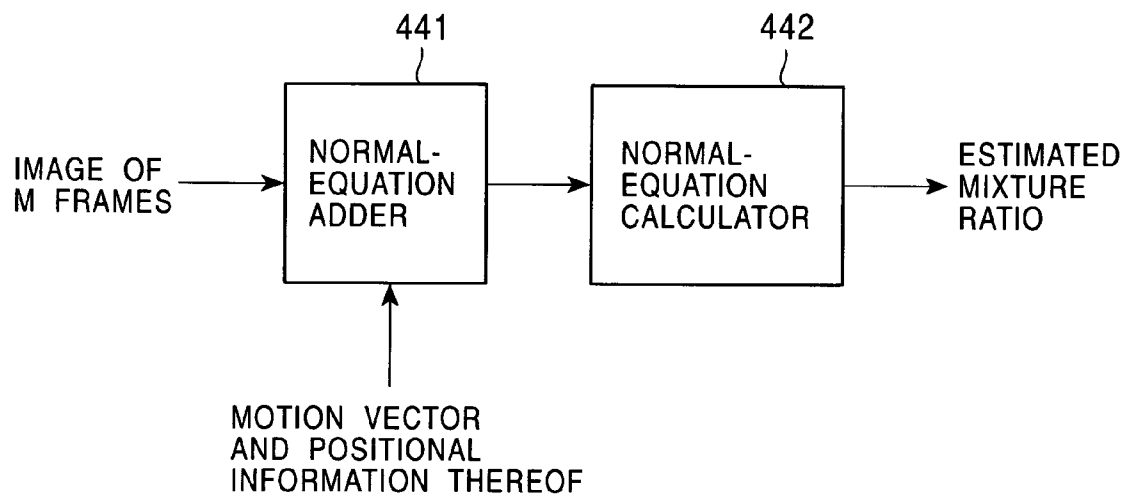 441
442
IMAGE OF
M FRAMES
NORMAL-
EQUATION
ADDER
NORMAL-
EQUATION
CALCULATOR
ESTIMATED
MIXTURE
RATIO
MOTION VECTOR
AND POSITIONAL
INFORMATION THEREOF